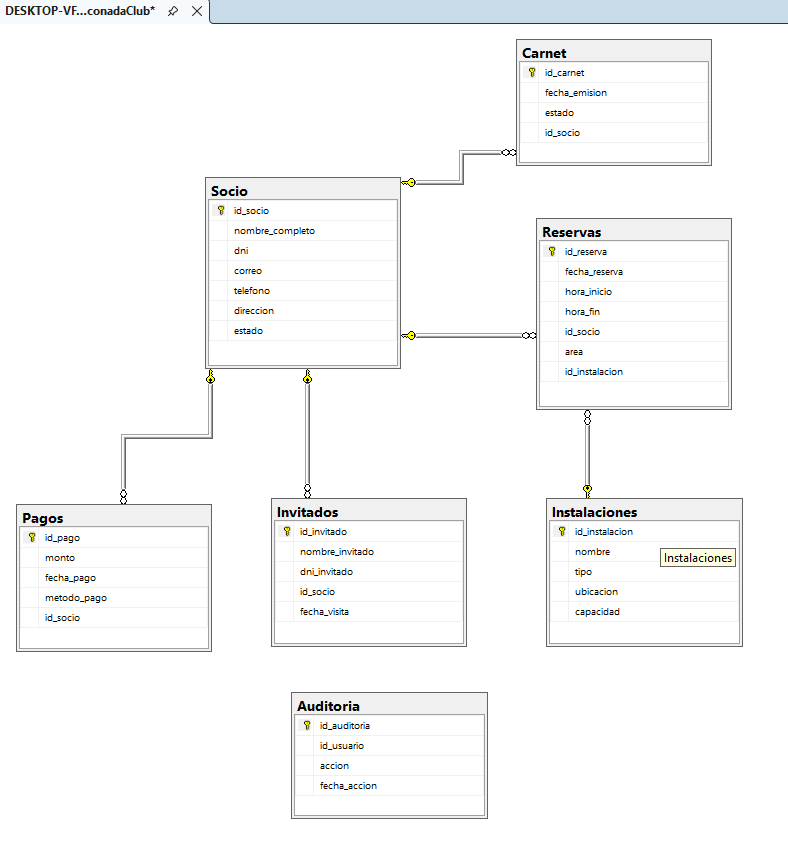 DESKTOP-VF...conadaClub*
Carnet
id_carnet
fecha_emision
estado
id_socio
Socio
id_socio
nombre_completo
dni
correo
telefono
direccion
estado
Reservas
id_reserva
fecha_reserva
hora_inicio
hora_fin
id_socio
area
id_instalacion
Pagos
id_pago
monto
fecha_pago
metodo_pago
id_socio
Invitados
id_invitado
nombre_invitado
dni_invitado
id_socio
fecha_visita
Instalaciones
id_instalacion
nombre
Instalaciones
tipo
ubicacion
capacidad
Auditoria
id_auditoria
id_usuario
accion
fecha_accion